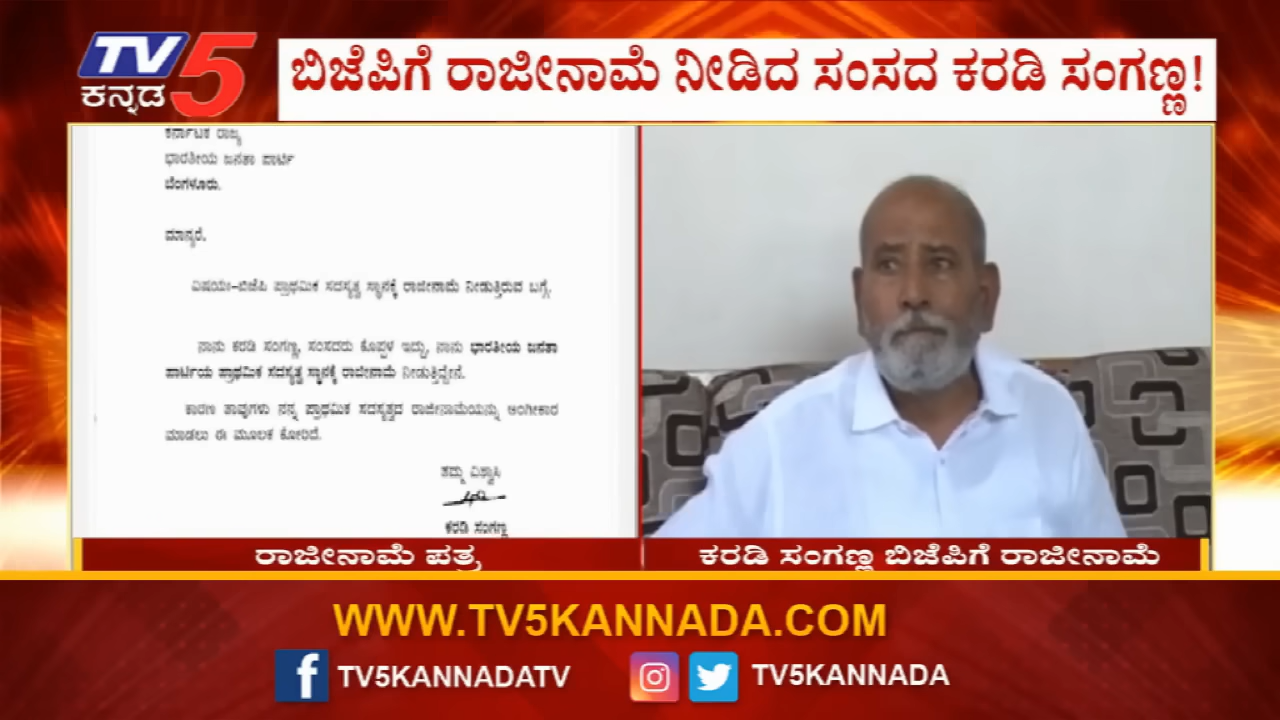 TV5
ಕನ್ನಡ
ಬಿಜೆಪಿಗೆ ರಾಜೀನಾಮೆ ನೀಡಿದ ಸಂಸದ ಕರಡಿ ಸಂಗಣ್ಣ!
ಕರ್ನಾಟಕ ರಾಜ್ಯ
ಭಾರತೀಯ ಜನತಾ ಪಾರ್ಟಿ
ಬೆಂಗಳೂರು.
ಮಾನ್ಯರೆ.
ವಿಷಯ:-ಬಿಜೆಪಿ ಪ್ರಾಥಮಿಕ ಸದಸ್ಯತ್ವ ಸ್ಥಾನಕ್ಕೆ ರಾಜೀನಾಮೆ ನೀಡುತ್ತಿರುವ ಬಗ್ಗೆ.
ನಾನು ಕರಡಿ ಸಂಗಣ್ಣ, ಸಂಸದರು ಕೊಪ್ಪಳ ಇದ್ದು, ನಾನು ಭಾರತೀಯ ಜನತಾ
ಪಾರ್ಟಿಯ ಪ್ರಾಥಮಿಕ ಸದಸ್ಯತ್ವ ಸ್ಥಾನಕ್ಕೆ ರಾಜೀನಾಮೆ ನೀಡುತ್ತಿದ್ದೇನೆ.
ಕಾರಣ ತಾವುಗಳು ನನ್ನ ಪ್ರಾಥಮಿಕ ಸದಸ್ಯತ್ವದ ರಾಜೀನಾಮೆಯನ್ನು ಅಂಗೀಕಾರ
ಮಾಡಲು ಈ ಮೂಲಕ ಕೋರಿದೆ.
ತಮ್ಮ ವಿಶ್ವಾಸಿ
ಕರಡಿ ಸಂಗಣ್ಣ
ರಾಜೀನಾಮೆ ಪತ್ರ
ಕರಡಿ ಸಂಗಣ್ಣ ಬಿಜೆಪಿಗೆ ರಾಜೀನಾಮೆ
WWW.TV5KANNADA.COM
TV5KANNADATV
TV5KANNADA